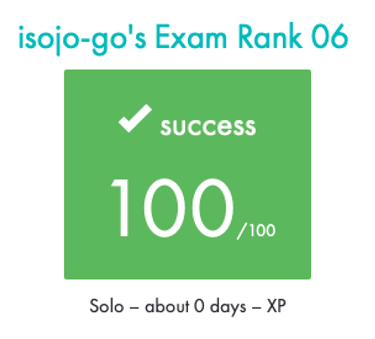 isojo-go's Exam Rank 06
success
100/100
Solo – about 0 days – XP